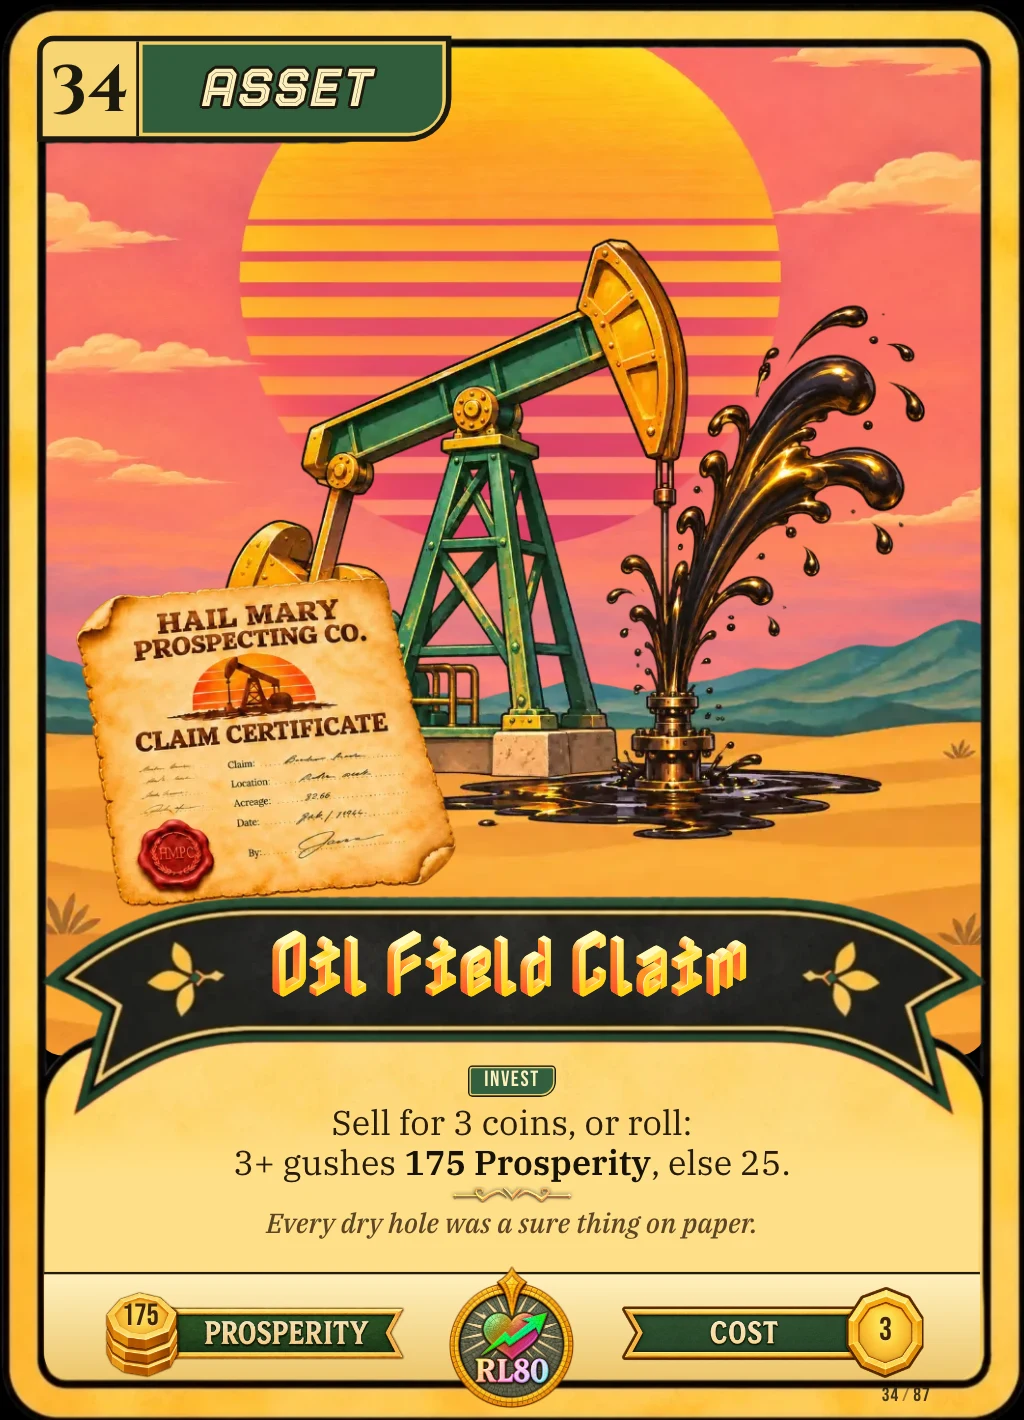 34
ASSET
HAIL MARY
PROSPECTING CO.
CLAIM CERTIFICATE
Claim:
Location:
Acreage:
Date:
By:
HMPC
Oil Field Claim
INVEST
Sell for 3 coins, or roll:
3+ gushes 175 Prosperity, else 25.
Every dry hole was a sure thing on paper.
175
PROSPERITY
RL80
COST
3
34 / 87